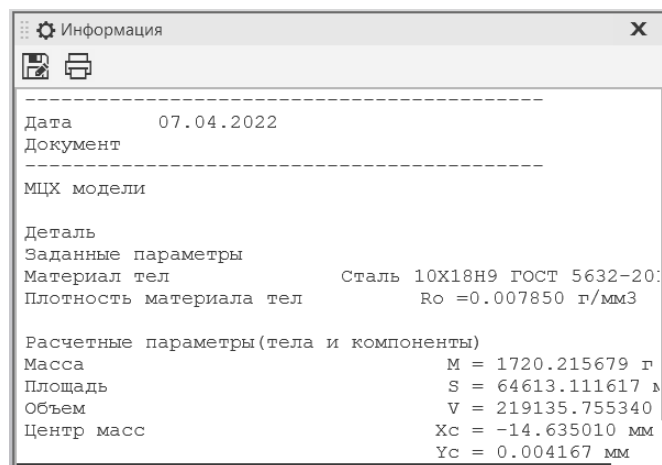 Информация
Дата 07.04.2022
Документ
МЦХ модели
Деталь
Заданные параметры
Материал тел Сталь 10Х18Н9 ГОСТ 5632-20
Плотность материала тел Ro =0.007850 г/мм3
Расчетные параметры(тела и компоненты)
Масса M = 1720.215679 г
Площадь S = 64613.111617
Объем V = 219135.755340
Центр масс Xc = -14.635010 мм
Yc = 0.004167 мм